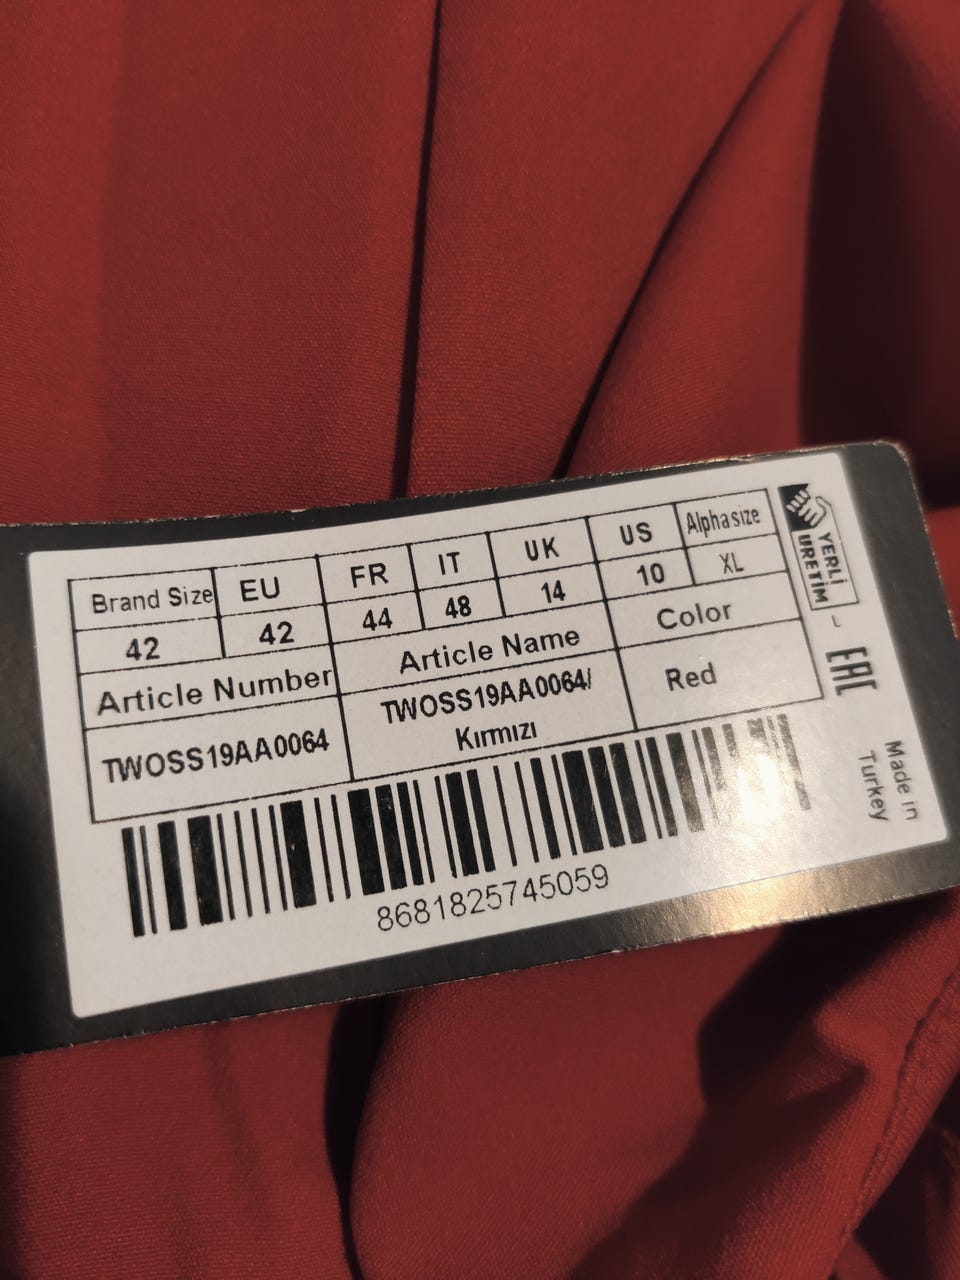 Brand Size EU FR IT UK US Alphasize
42 42 44 48 14 10 XL
Article Number Article Name Color
TWOSS19AA0064 TWOSS19AA0064/ Red
Kırmızı
8681825745059
YERLİ
ÜRETİM
L
EAC
Made in
Turkey